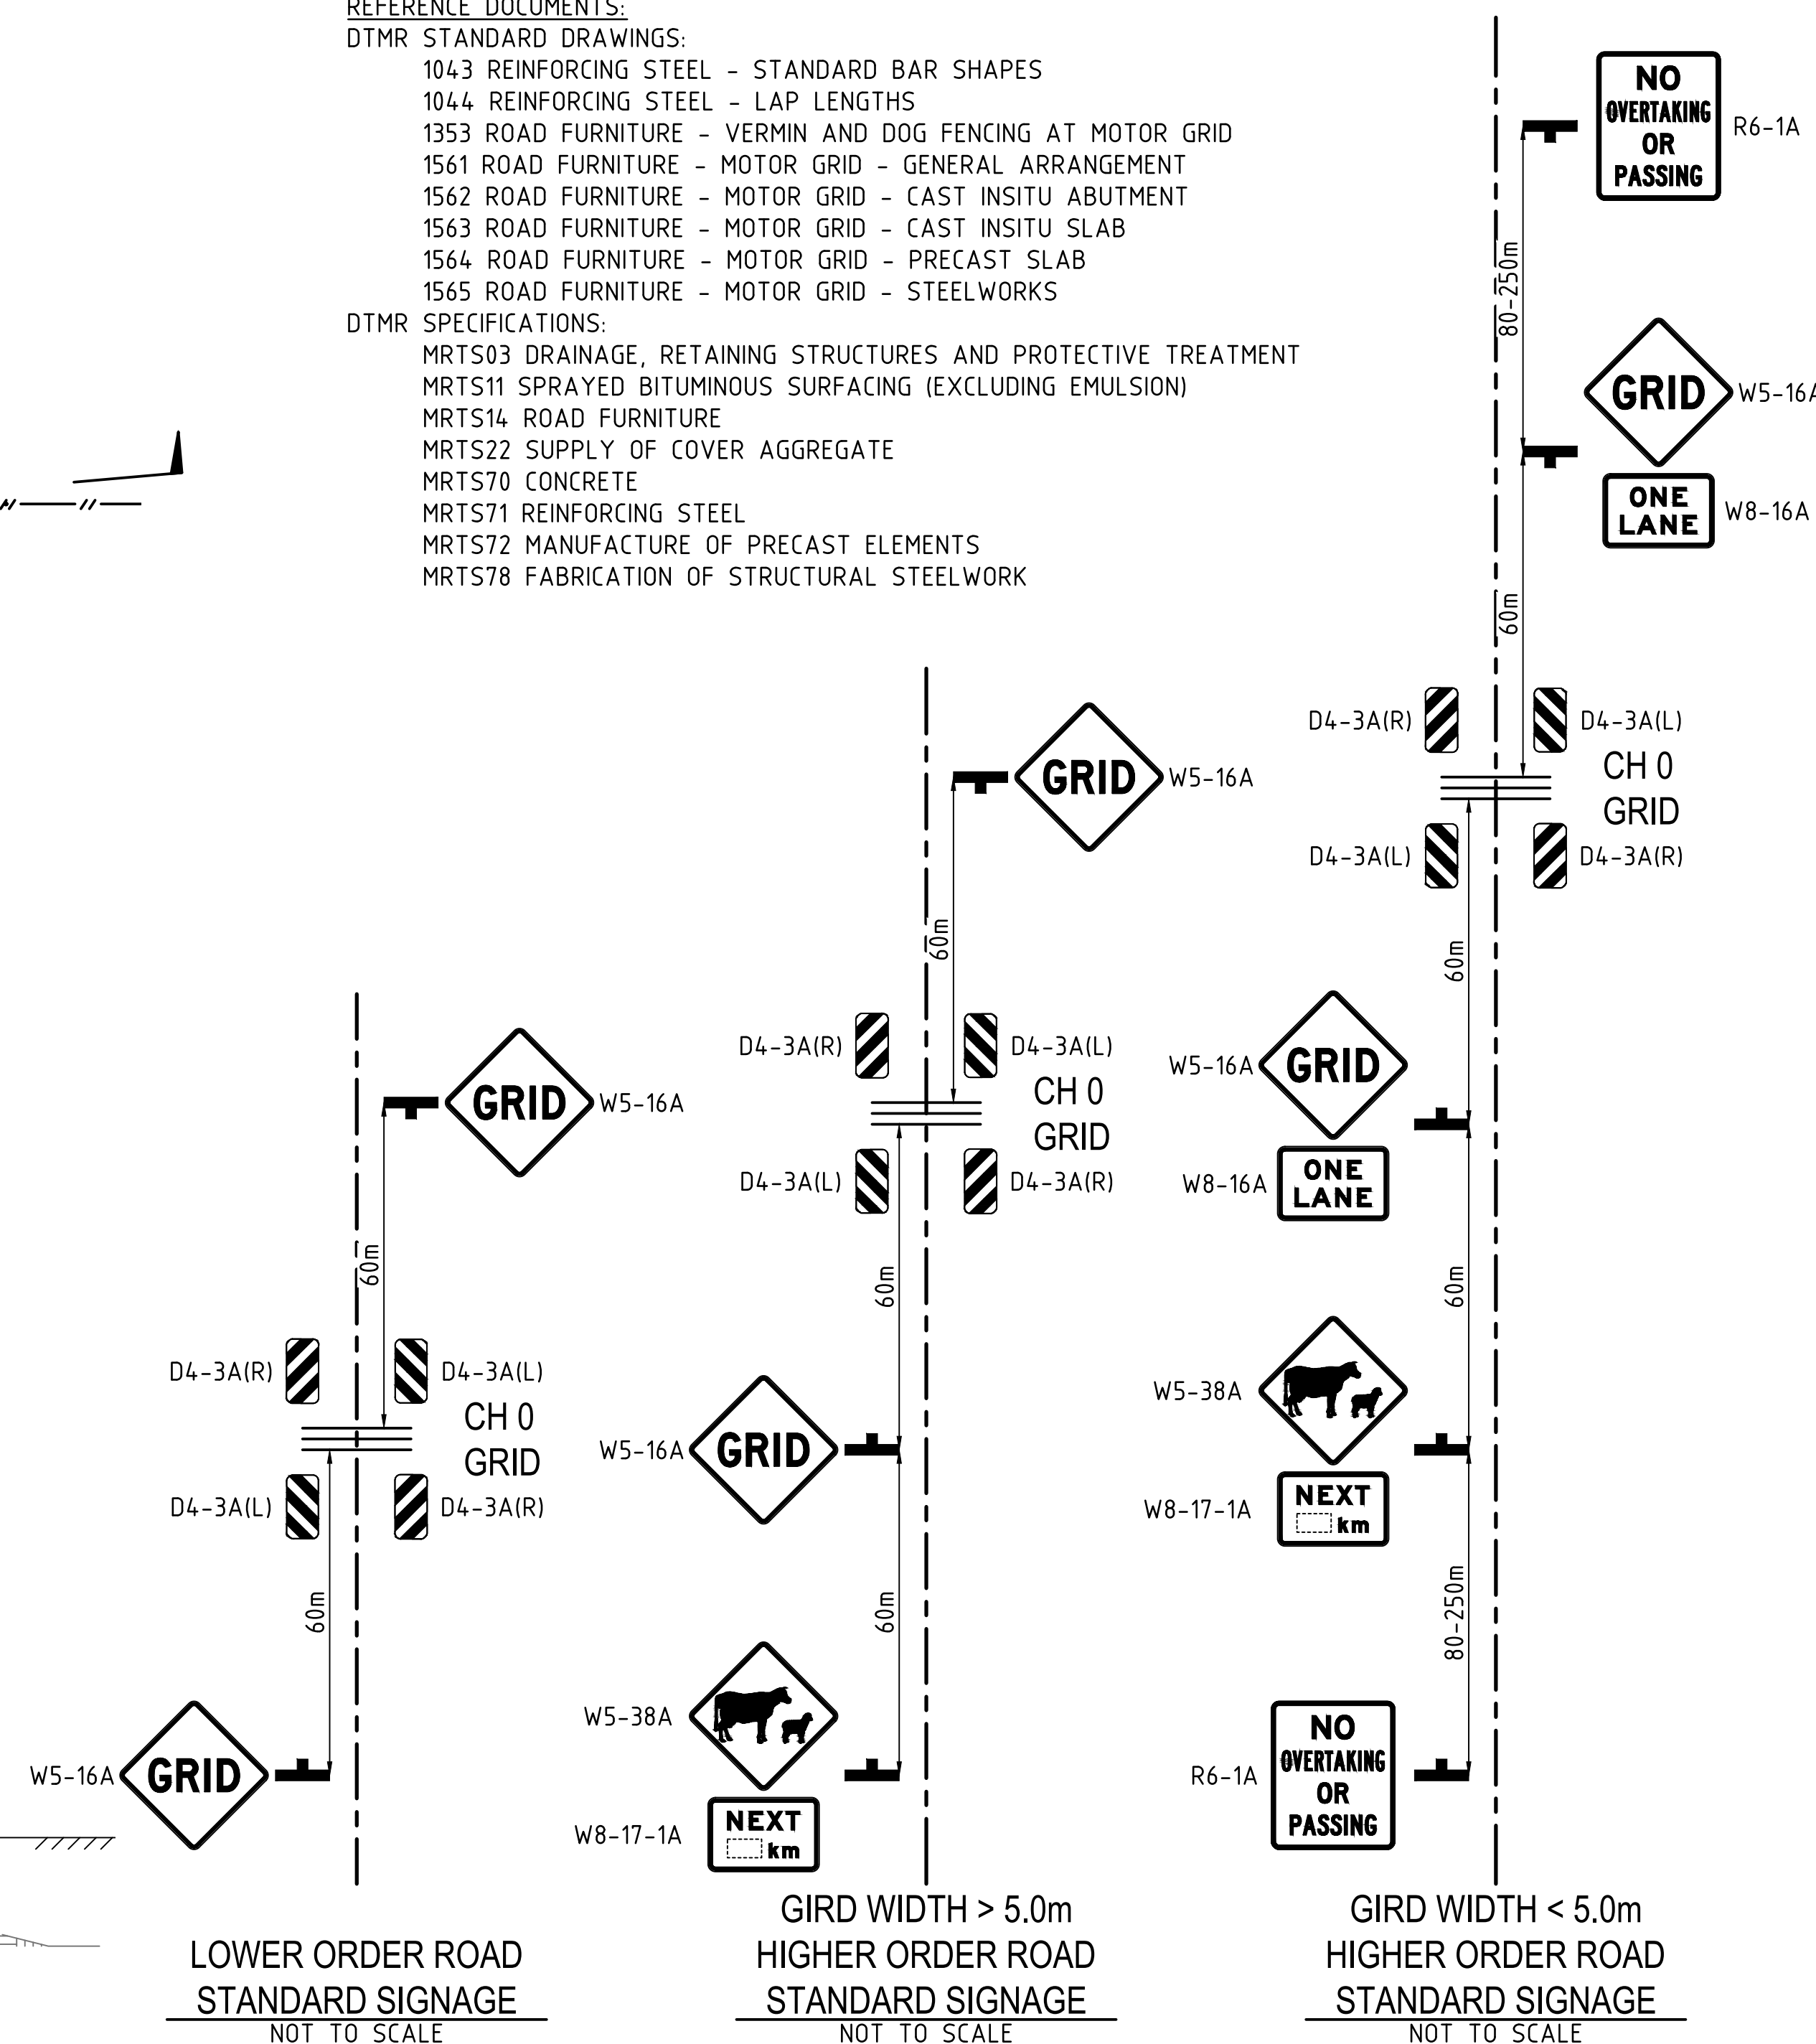 REFERENCE DOCUMENTS:
DTMR STANDARD DRAWINGS:
1043 REINFORCING STEEL - STANDARD BAR SHAPES
1044 REINFORCING STEEL - LAP LENGTHS
1353 ROAD FURNITURE - VERMIN AND DOG FENCING AT MOTOR GRID
1561 ROAD FURNITURE - MOTOR GRID - GENERAL ARRANGEMENT
1562 ROAD FURNITURE - MOTOR GRID - CAST INSITU ABUTMENT
1563 ROAD FURNITURE - MOTOR GRID - CAST INSITU SLAB
1564 ROAD FURNITURE - MOTOR GRID - PRECAST SLAB
1565 ROAD FURNITURE - MOTOR GRID - STEELWORKS
DTMR SPECIFICATIONS:
MRTS03 DRAINAGE, RETAINING STRUCTURES AND PROTECTIVE TREATMENT
MRTS11 SPRAYED BITUMINOUS SURFACING (EXCLUDING EMULSION)
MRTS14 ROAD FURNITURE
MRTS22 SUPPLY OF COVER AGGREGATE
MRTS70 CONCRETE
MRTS71 REINFORCING STEEL
MRTS72 MANUFACTURE OF PRECAST ELEMENTS
MRTS78 FABRICATION OF STRUCTURAL STEELWORK
GRID
W5-16A
60m
D4-3A(R)
D4-3A(L)
CH 0
GRID
D4-3A(L)
D4-3A(R)
60m
W5-16A
GRID
LOWER ORDER ROAD
STANDARD SIGNAGE
NOT TO SCALE
GRID
W5-16A
60m
D4-3A(R)
D4-3A(L)
CH 0
GRID
D4-3A(L)
D4-3A(R)
60m
W5-16A
GRID
60m
W5-38A
W8-17-1A
NEXT
km
GIRD WIDTH > 5.0m
HIGHER ORDER ROAD
STANDARD SIGNAGE
NOT TO SCALE
NO
OVERTAKING
OR
PASSING
R6-1A
80-250m
GRID
W5-16A
ONE
LANE
W8-16A
60m
D4-3A(R)
D4-3A(L)
CH 0
GRID
D4-3A(L)
D4-3A(R)
60m
W5-16A
GRID
W8-16A
ONE
LANE
60m
W5-38A
W8-17-1A
NEXT
km
80-250m
R6-1A
NO
OVERTAKING
OR
PASSING
GIRD WIDTH < 5.0m
HIGHER ORDER ROAD
STANDARD SIGNAGE
NOT TO SCALE